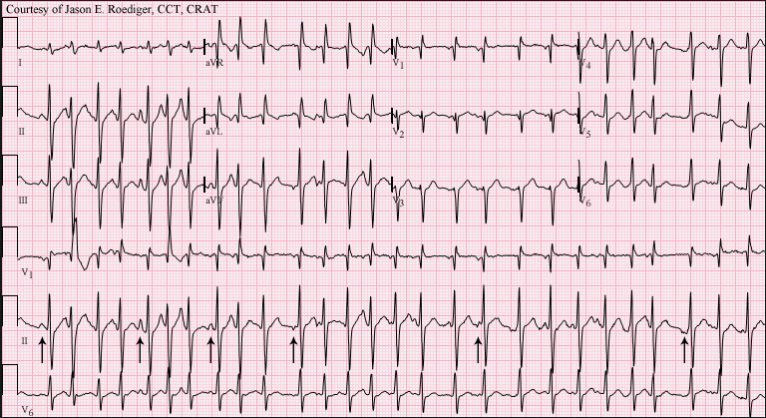 Courtesy of Jason E. Roediger, CCT, CRAT
I
aVR
V1
V4
II
aVL
V2
V5
III
V3
V6
V1
II
V6